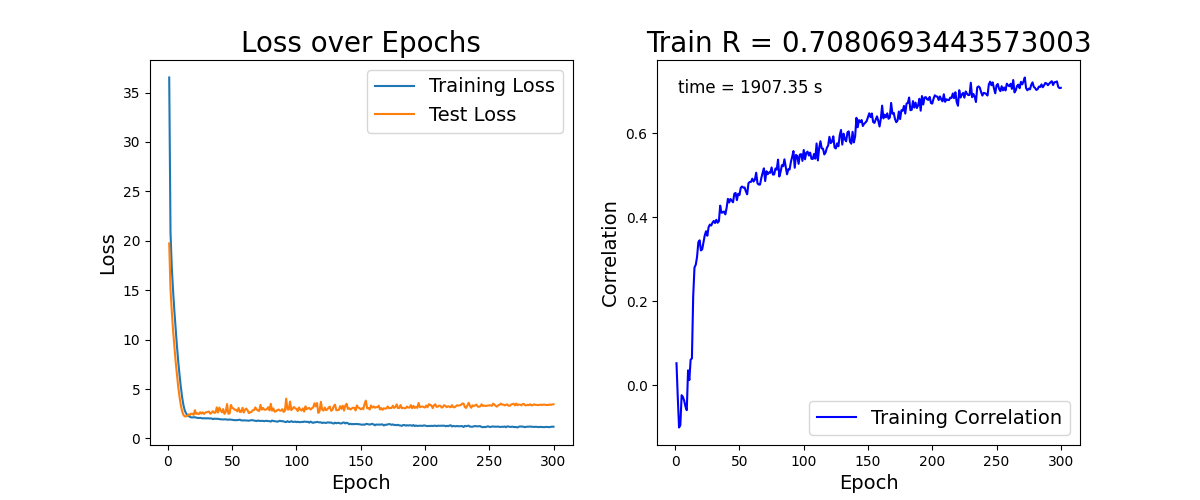 Loss over Epochs
Training Loss
Test Loss
Loss
35
30
25
20
15
10
5
0
0 50 100 150 200 250 300
Epoch
Train R = 0.7080693443573003
time = 1907.35 s
Correlation
0.6
0.4
0.2
0.0
Training Correlation
0 50 100 150 200 250 300
Epoch